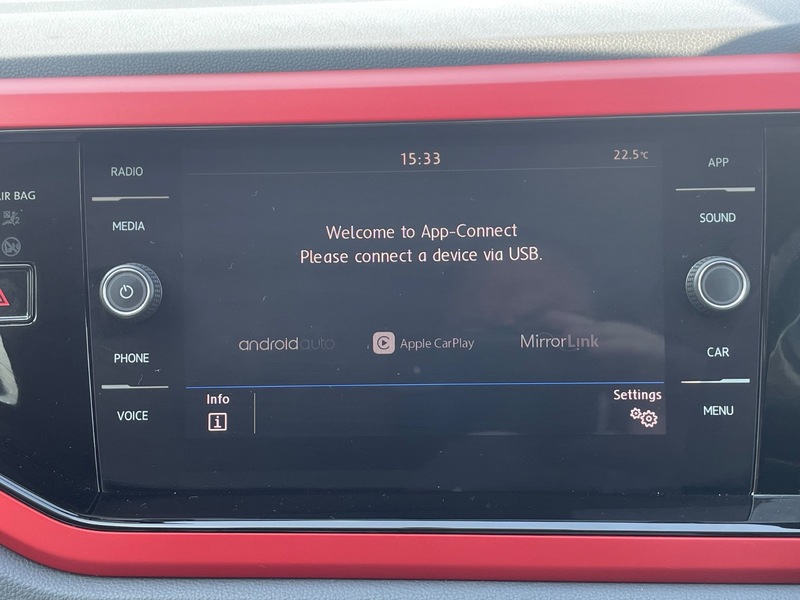 RADIO
MEDIA
PHONE
VOICE
15:33
22.5°C
Welcome to App-Connect
Please connect a device via USB.
androidauto
Apple CarPlay
MirrorLink
Info
Settings
APP
SOUND
CAR
MENU
BAG